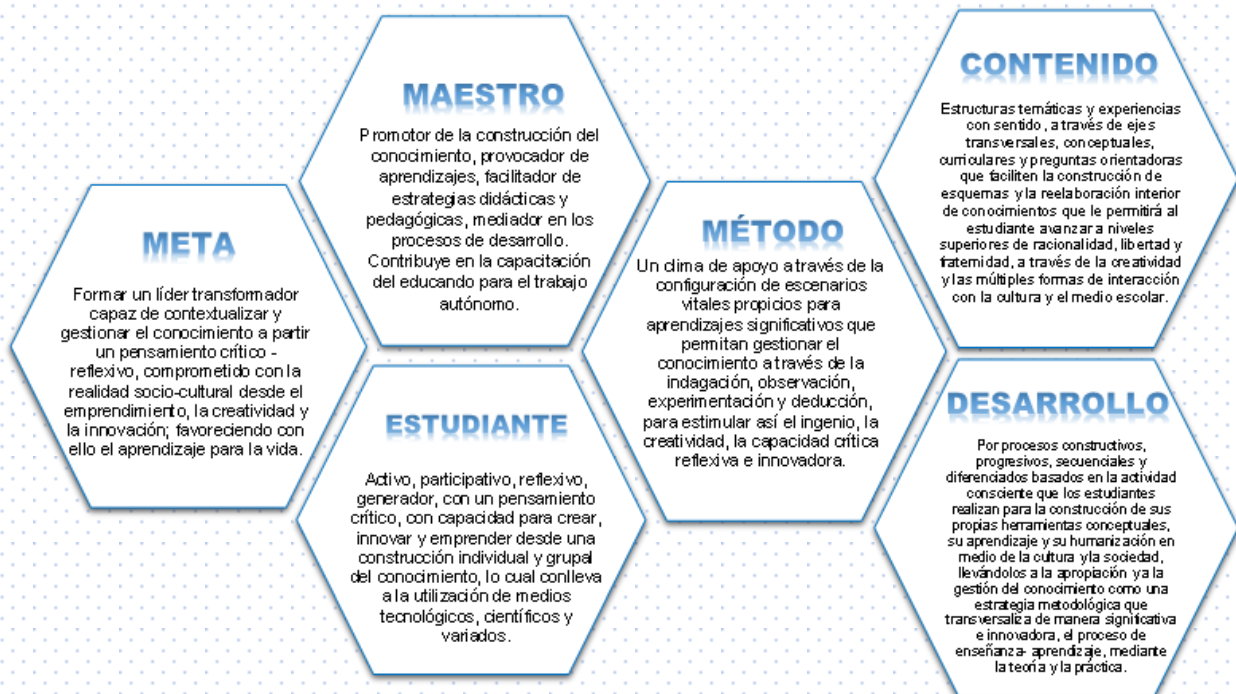 META
Formar un líder transformador
capaz de contextualizar y
gestionar el conocimiento a partir
un pensamiento crítico -
reflexivo, comprometido con la
realidad socio-cultural desde el
emprendimiento, la creatividad y
la innovación; favoreciendo con
ello el aprendizaje para la vida.
MAESTRO
Promotor de la construcción del
conocimiento, provocador de
aprendizajes, facilitador de
estrategias didácticas y
pedagógicas, mediador en los
procesos de desarrollo.
Contribuye en la capacitación
del educando para el trabajo
autónomo.
ESTUDIANTE
Activo, participativo, reflexivo,
generador, con un pensamiento
crítico, con capacidad para crear,
innovar y emprender desde una
construcción individual y grupal
del conocimiento, lo cual conlleva
a la utilización de medios
tecnológicos, científicos y
variados.
MÉTODO
Un clima de apoyo a través de la
configuración de escenarios
vitales propicios para
aprendizajes significativos que
permitan gestionar el
conocimiento a través de la
indagación, observación,
experimentación y deducción,
para estimular así el ingenio, la
creatividad, la capacidad crítica
reflexiva e innovadora.
CONTENIDO
Estructuras temáticas y experiencias
con sentido, a través de ejes
transversales, conceptuales,
curriculares y preguntas orientadoras
que faciliten la construcción de
esquemas y la reelaboración interior
de conocimientos que le permitirá al
estudiante avanzar a niveles
superiores de racionalidad, libertad y
fraternidad, a través de la creatividad
y las múltiples formas de interacción
con la cultura y el medio escolar.
DESARROLLO
Por procesos constructivos,
progresivos, secuenciales y
diferenciados basados en la actividad
consciente que los estudiantes
realizan para la construcción de sus
propias herramientas conceptuales,
su aprendizaje y su humanización en
medio de la cultura y la sociedad,
llevándolos a la apropiación y a la
gestión del conocimiento como una
estrategia metodológica que
transversaliza de manera significativa
e innovadora, el proceso de
enseñanza- aprendizaje, mediante
la teoría y la práctica.